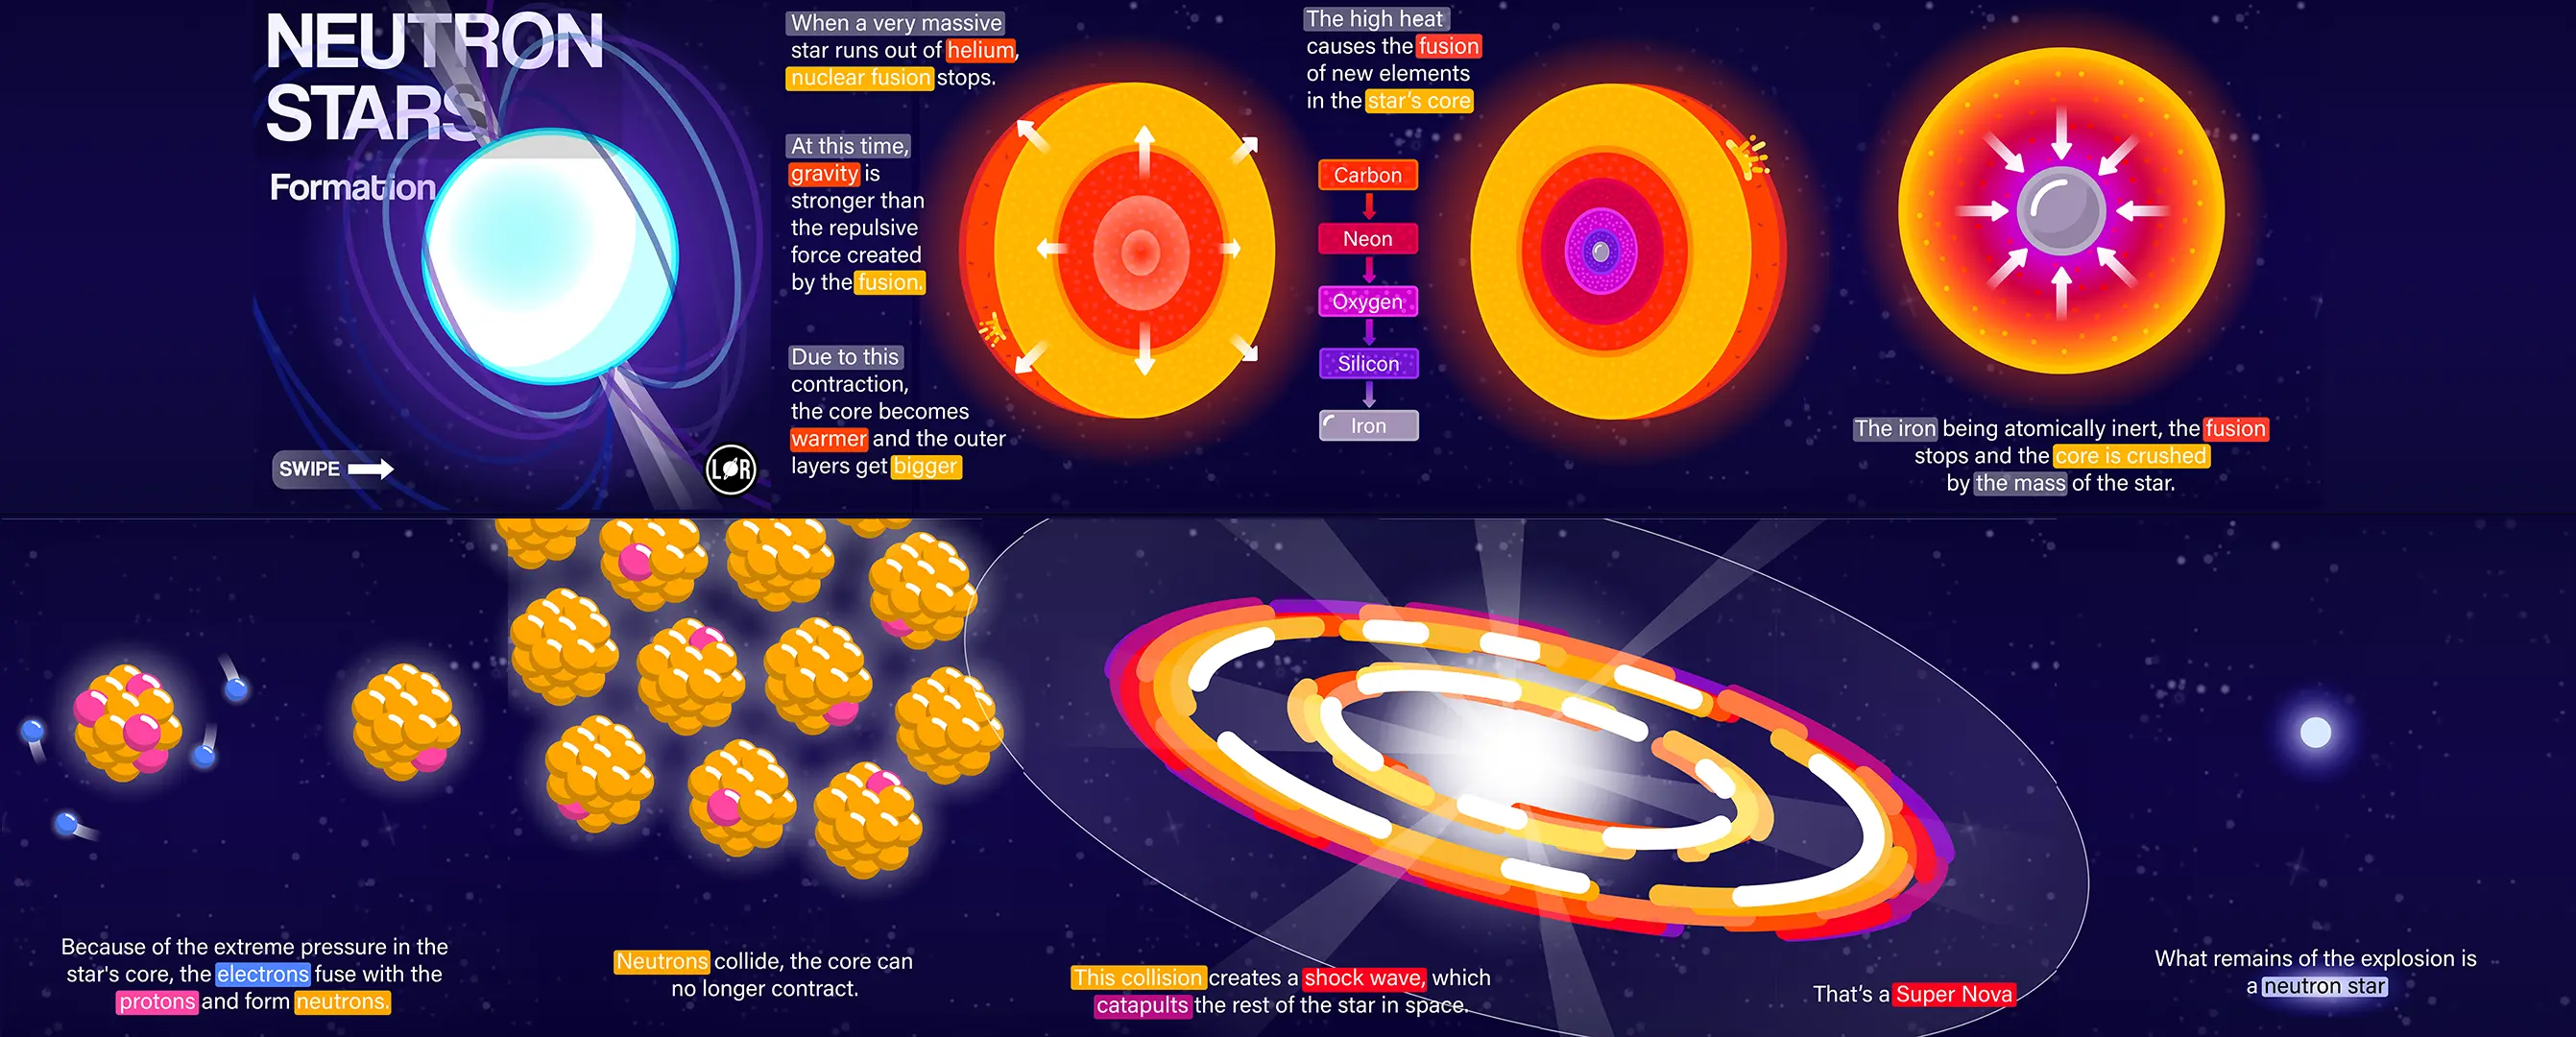 NEUTRON
STARS
Formation
SWIPE
LOR
When a very massive
star runs out of helium,
nuclear fusion stops.
At this time,
gravity is
stronger than
the repulsive
force created
by the fusion.
Due to this
contraction,
the core becomes
warmer and the outer
layers get bigger
The high heat
causes the fusion
of new elements
in the star's core
Carbon
Neon
Oxygen
Silicon
Iron
The iron being atomically inert, the fusion
stops and the core is crushed
by the mass of the star.
Because of the extreme pressure in the
star's core, the electrons fuse with the
protons and form neutrons.
Neutrons collide, the core can
no longer contract.
This collision creates a shock wave, which
catapults the rest of the star in space.
That's a Super Nova
What remains of the explosion is
a neutron star